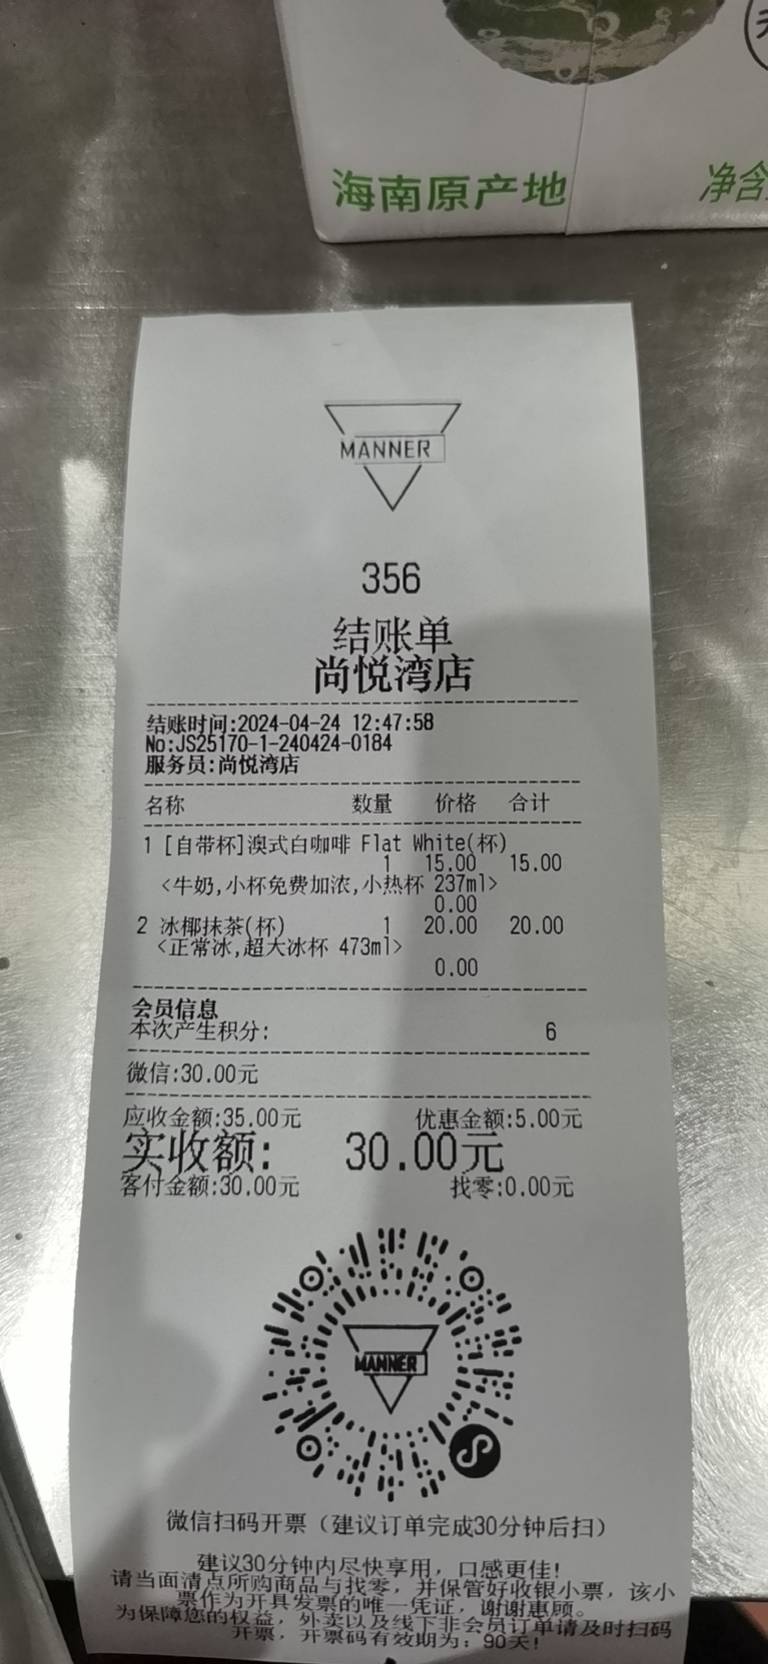 海南原产地
净含
MANNER
356
结账单
尚悦湾店
结账时间:2024-04-24 12:47:58
No:JS25170-1-240424-0184
服务员:尚悦湾店
名称 数量 价格 合计
1 [自带杯]澳式白咖啡 Flat White(杯)
1 15.00 15.00
<牛奶,小杯免费加浓,小热杯 237ml>
0.00
2 冰椰抹茶(杯) 1 20.00 20.00
<正常冰,超大冰杯 473ml>
0.00
会员信息
本次产生积分: 6
微信:30.00元
应收金额:35.00元 优惠金额:5.00元
实收额: 30.00元
客付金额:30.00元 找零:0.00元
MANNER
微信扫码开票（建议订单完成30分钟后扫）
建议30分钟内尽快享用，口感更佳!
请当面清点所购商品与找零，并保管好收银小票，该小
票作为开具发票的唯一凭证，谢谢惠顾。
为保障您的权益，外卖以及线下非会员订单请及时扫码
开票，开票码有效期为：90天!